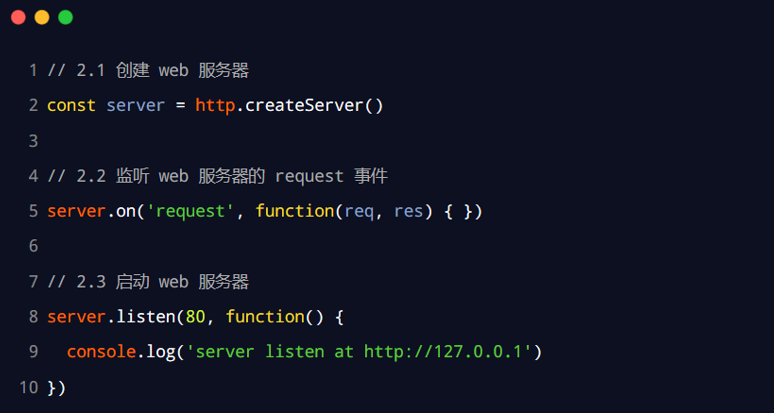 1 // 2.1 创建 web 服务器
2 const server = http.createServer()
3
4 // 2.2 监听 web 服务器的 request 事件
5 server.on('request', function(req, res) { })
6
7 // 2.3 启动 web 服务器
8 server.listen(80, function() {
9   console.log('server listen at http://127.0.0.1')
10 })